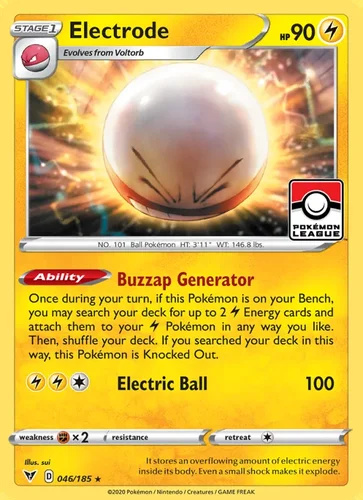 STAGE 1 Electrode HP 90
Evolves from Voltorb
POKÉMON
LEAGUE
NO. 101 Ball Pokémon HT: 3'11" WT: 146.8 lbs.
Ability Buzzap Generator
Once during your turn, if this Pokémon is on your Bench,
you may search your deck for up to 2 Energy cards and
attach them to your Pokémon in any way you like.
Then, shuffle your deck. If you searched your deck in this
way, this Pokémon is Knocked Out.
Electric Ball 100
weakness ×2 resistance retreat
Illus. sui
D 046/185 ★
It stores an overflowing amount of electric energy
inside its body. Even a small shock makes it explode.
©2020 Pokémon / Nintendo / Creatures / GAME FREAK